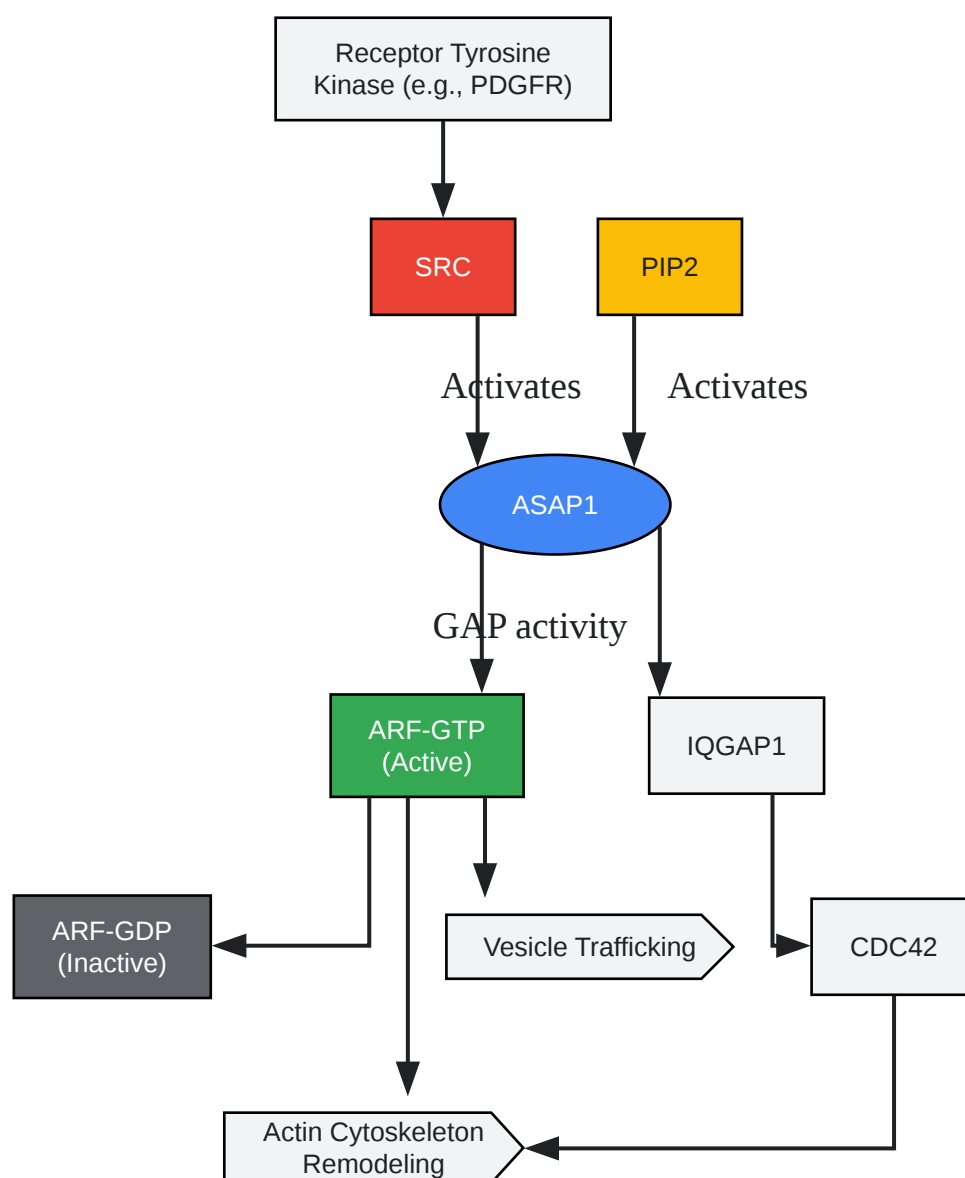 Receptor Tyrosine
Kinase (e.g., PDGFR)
SRC
PIP2
Activates
Activates
ASAP1
GAP activity
ARF-GTP
(Active)
IQGAP1
ARF-GDP
(Inactive)
Vesicle Trafficking
CDC42
Actin Cytoskeleton
Remodeling